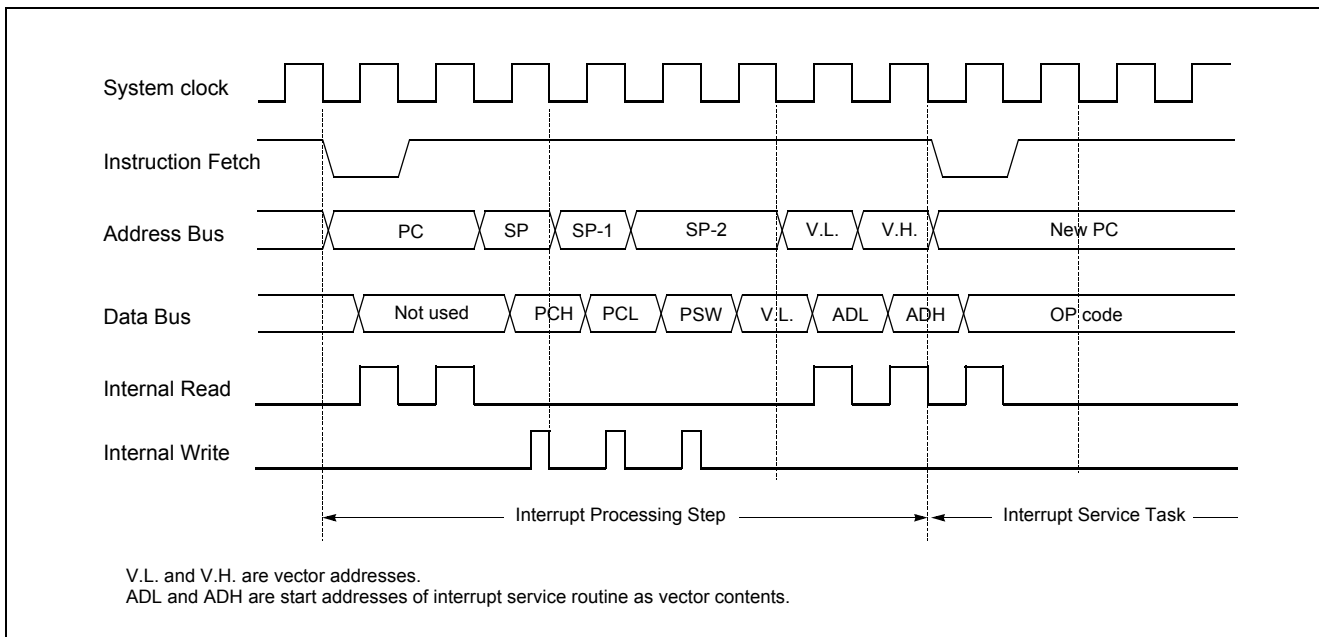 System clock
Instruction Fetch
Address Bus PC SP SP-1 SP-2 V.L. V.H. New PC
Data Bus Not used PCH PCL PSW V.L. ADL ADH OP code
Internal Read
Internal Write
Interrupt Processing Step Interrupt Service Task
V.L. and V.H. are vector addresses.
ADL and ADH are start addresses of interrupt service routine as vector contents.